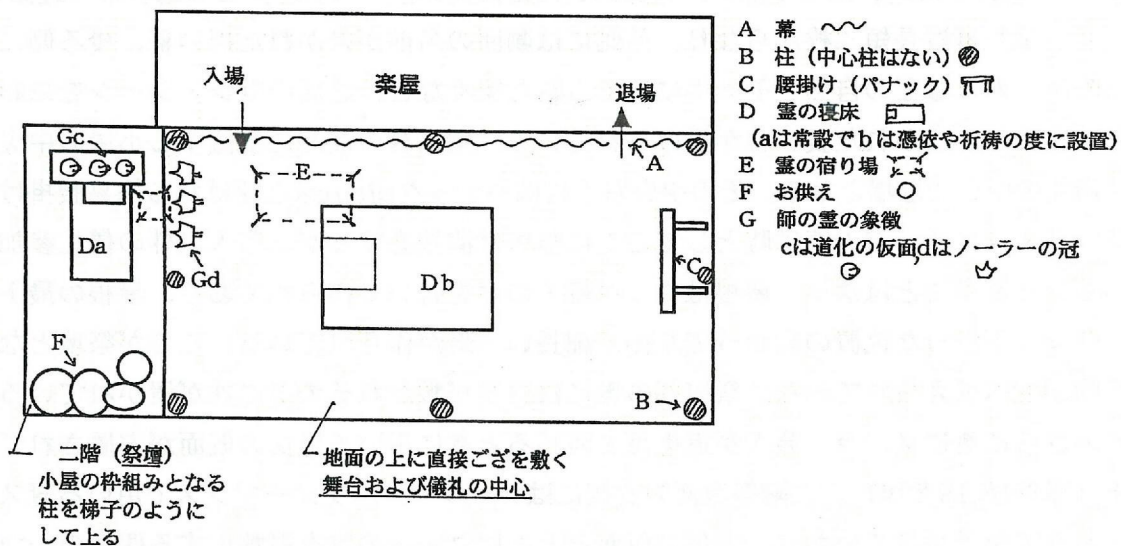 楽屋
入場
退場
A
Gc
E
Da
Gd
Db
C
F
B
二階（祭壇）
小屋の枠組みとなる
柱を梯子のように
して上る
地面の上に直接ござを敷く
舞台および儀礼の中心
A 幕
B 柱（中心柱はない）
C 腰掛け（パナック）
D 霊の寝床
（aは常設でbは憑依や祈祷の度に設置）
E 霊の宿り場
F お供え
G 師の霊の象徴
cは道化の仮面,dはノーラーの冠